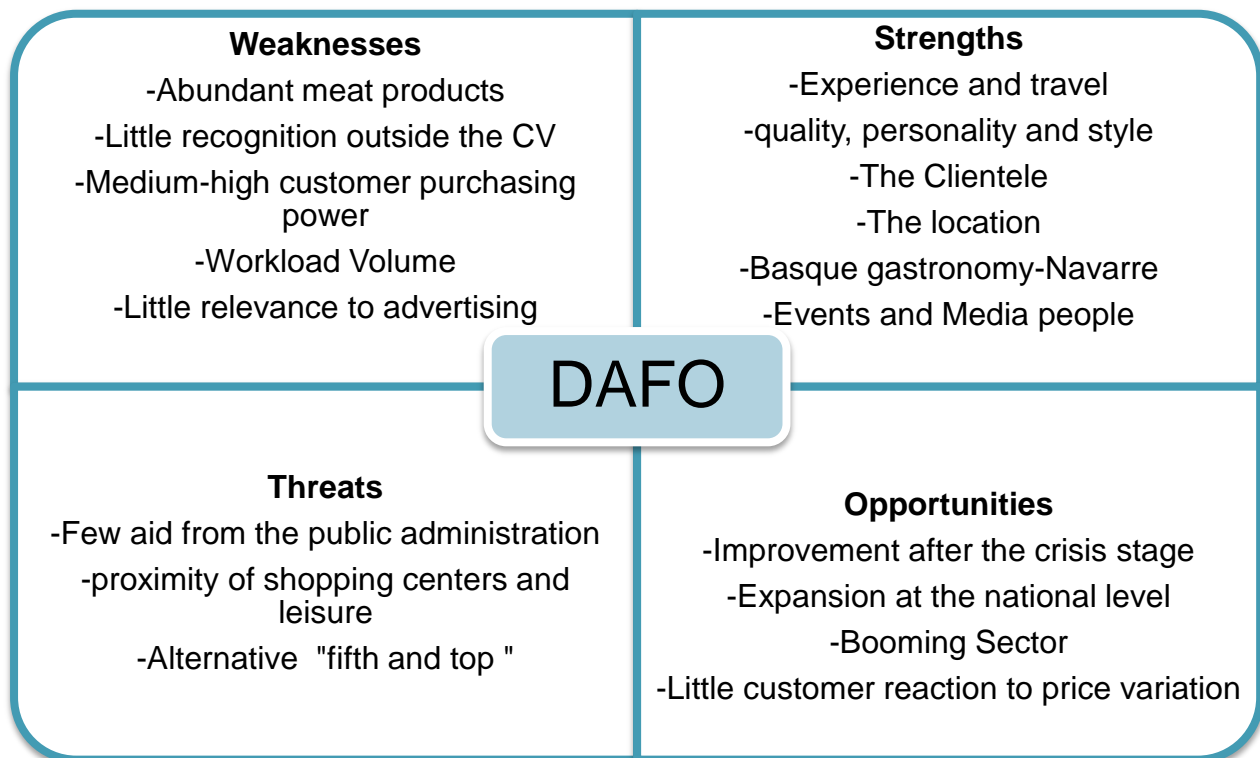 Weaknesses
-Abundant meat products
-Little recognition outside the CV
-Medium-high customer purchasing
power
-Workload Volume
-Little relevance to advertising
Strengths
-Experience and travel
-quality, personality and style
-The Clientele
-The location
-Basque gastronomy-Navarre
-Events and Media people
DAFO
Threats
-Few aid from the public administration
-proximity of shopping centers and
leisure
-Alternative "fifth and top "
Opportunities
-Improvement after the crisis stage
-Expansion at the national level
-Booming Sector
-Little customer reaction to price variation